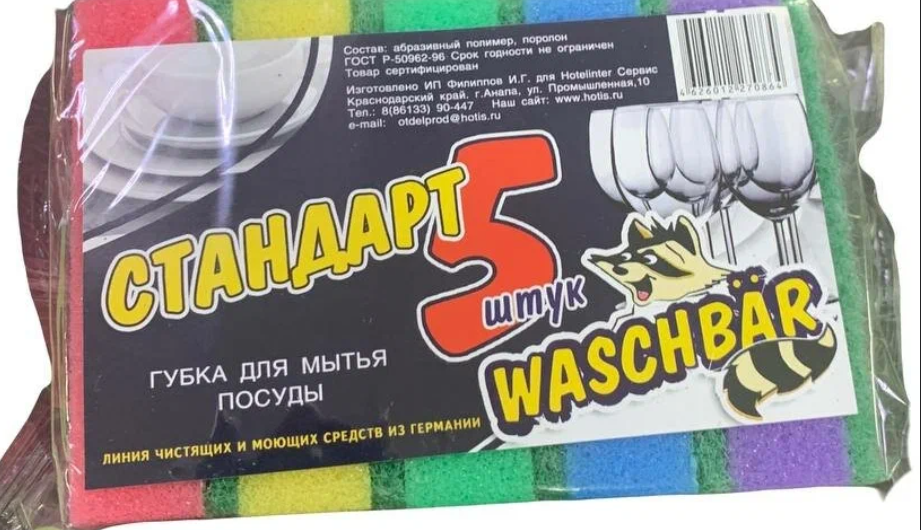 Состав: абразивный полимер, поролон
ГОСТ Р-50962-96 Срок годности не ограничен
Товар сертифицирован
Изготовлено ИП Филиппов И.Г. для Hotelinter Сервис
Краснодарский край. г.Анапа, ул. Промышленная,10
Тел.: 8(86133) 90-447 Наш сайт: www.hotis.ru
e-mail: otdelprod@hotis.ru
4626012270864
СТАНДАРТ
5
штук
WASCHBÄR
ГУБКА ДЛЯ МЫТЬЯ
ПОСУДЫ
ЛИНИЯ ЧИСТЯЩИХ И МОЮЩИХ СРЕДСТВ ИЗ ГЕРМАНИИ